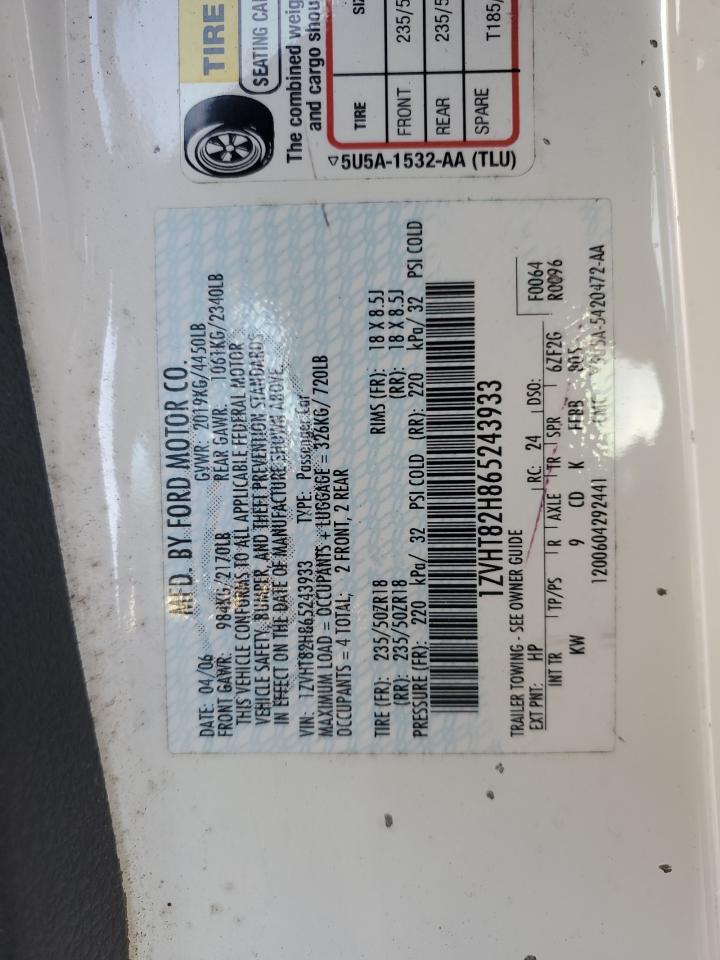 TIRE
SEATING CA
The combined weig
and cargo shou
TIRE SI
FRONT 235/5
REAR 235/5
SPARE T185/
5U5A-1532-AA (TLU)
MFD. BY FORD MOTOR CO.
DATE: 04/06 GVWR: 2019KG/4450LB
FRONT GAWR: 984KG/2170LB REAR GAWR: 1061KG/2340LB
THIS VEHICLE CONFORMS TO ALL APPLICABLE FEDERAL MOTOR
VEHICLE SAFETY, BUMPER, AND THEFT PREVENTION STANDARDS
IN EFFECT ON THE DATE OF MANUFACTURE SHOWN ABOVE.
VIN: 1ZVHT82H865243933 TYPE: Passenger Car
MAXIMUM LOAD = OCCUPANTS + LUGGAGE = 326KG/ 720LB
OCCUPANTS = 4 TOTAL; 2 FRONT, 2 REAR
TIRE (FR): 235/50ZR18 RIMS (FR): 18 X 8.5J
(RR): 235/50ZR18 (RR): 18 X 8.5J
PRESSURE (FR): 220 kPa/ 32 PSI COLD (RR): 220 kPa/ 32 PSI COLD
1ZVHT82H865243933
TRAILER TOWING - SEE OWNER GUIDE
EXT PNT: HP RC: 24 DSO: 6ZF2G F0064
R0096
INT TR TP/PS R AXLE TR SPR
KW 9 CD K FFBB
1200604292441 5U5A-5420472-AA